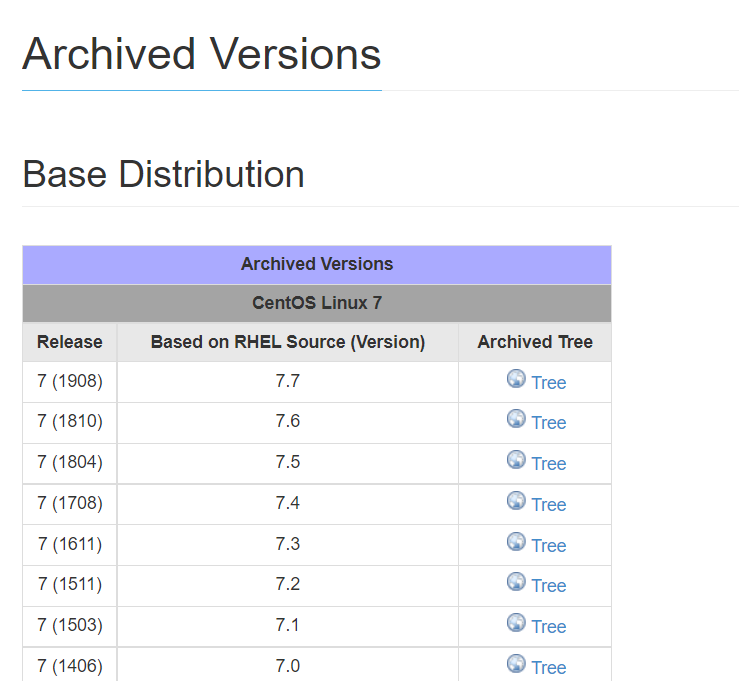 Archived Versions
Base Distribution
Archived Versions
CentOS Linux 7
Release Based on RHEL Source (Version) Archived Tree
7 (1908) 7.7 Tree
7 (1810) 7.6 Tree
7 (1804) 7.5 Tree
7 (1708) 7.4 Tree
7 (1611) 7.3 Tree
7 (1511) 7.2 Tree
7 (1503) 7.1 Tree
7 (1406) 7.0 Tree